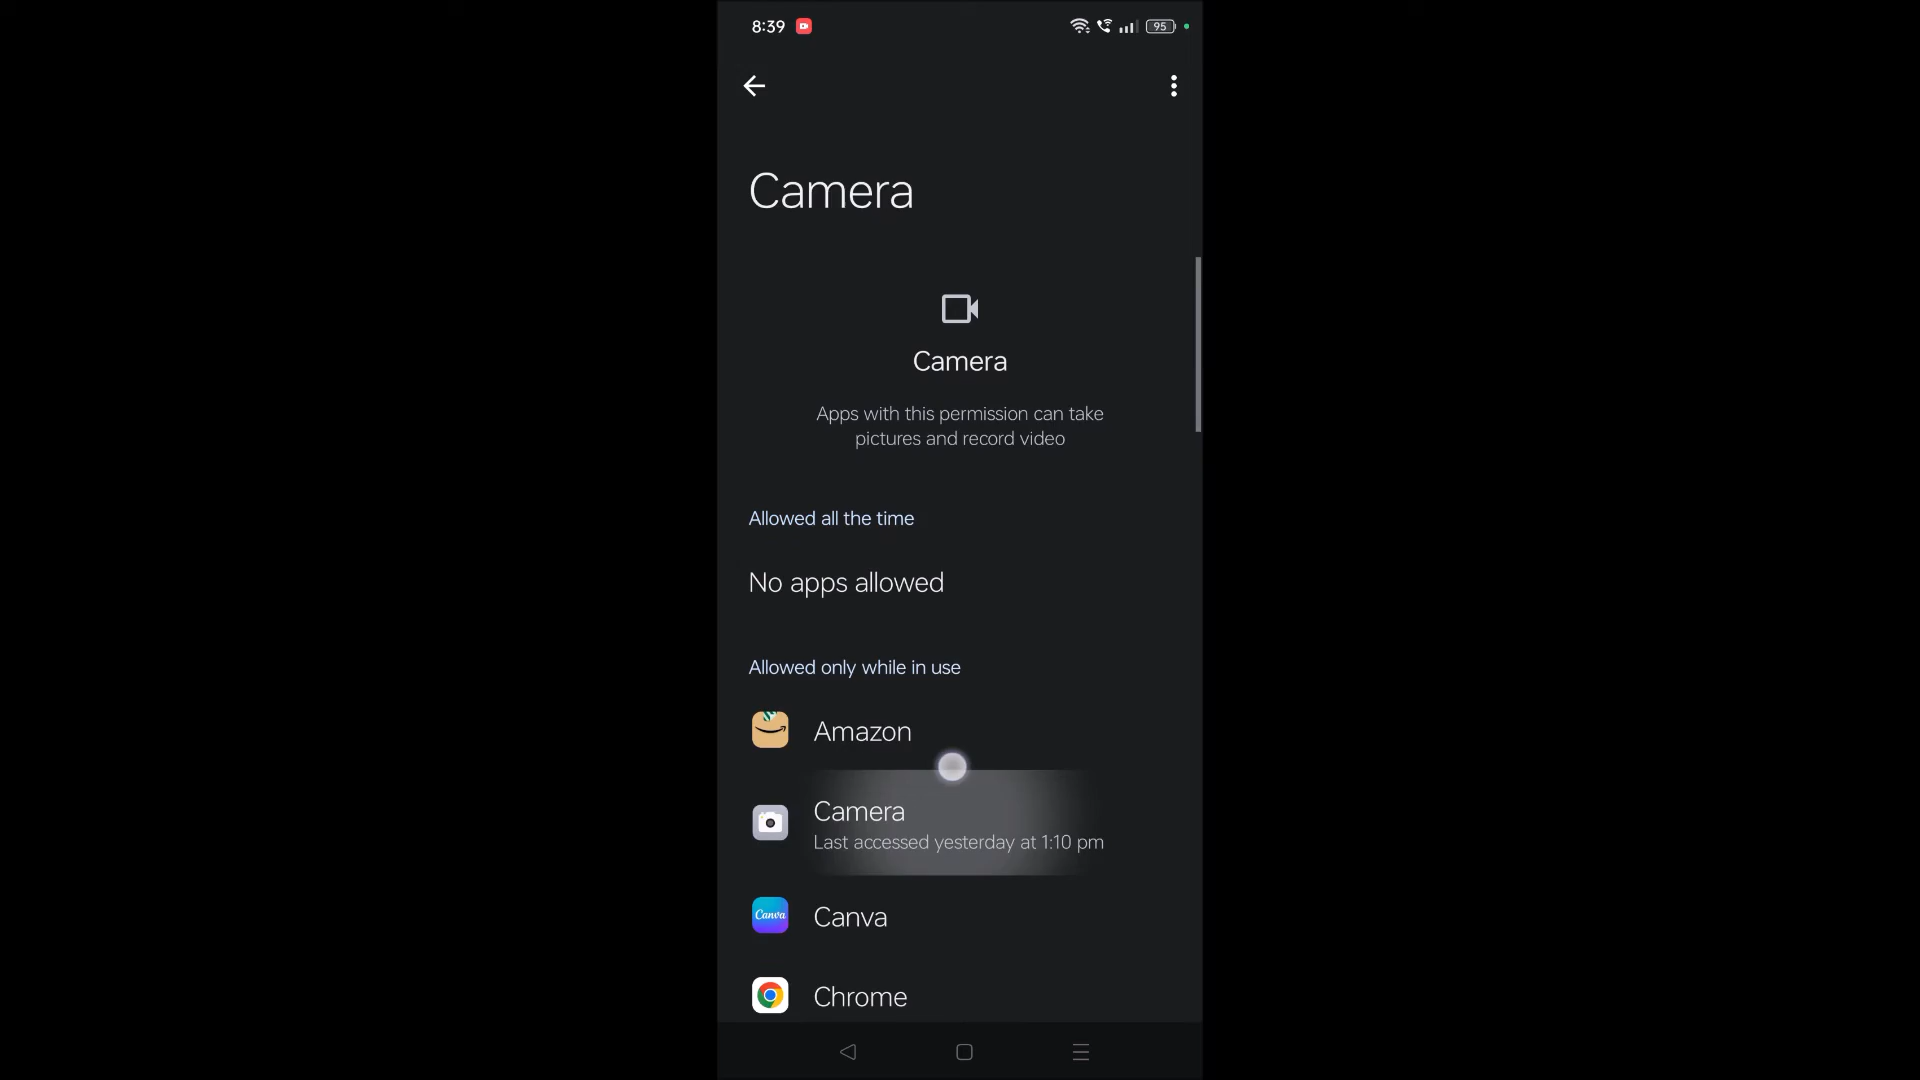 8:39
95
Camera
Camera
Apps with this permission can take
pictures and record video
Allowed all the time
No apps allowed
Allowed only while in use
Amazon
Camera
Last accessed yesterday at 1:10 pm
Canva
Canva
Chrome